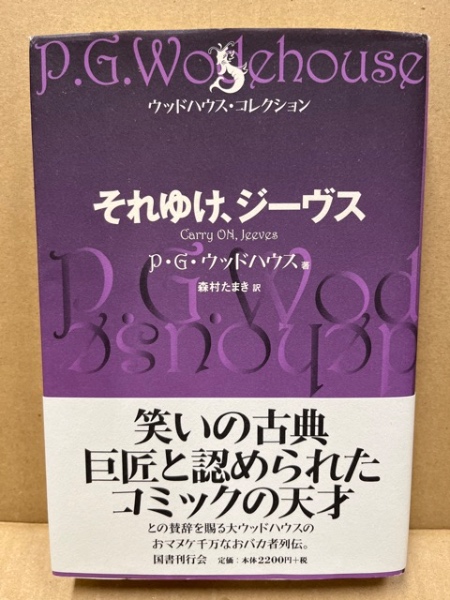 P.G.Wodehouse
ウッドハウス・コレクション
それゆけ、ジーヴス
Carry ON, Jeeves
P・G・ウッドハウス 著
森村たまき 訳
P.G.Wod
dehouse
笑いの古典
巨匠と認められた
コミックの天才
との賛辞を賜る大ウッドハウスの
おマヌケ千万なおバカ者列伝。
国書刊行会 定価:本体2200円+税